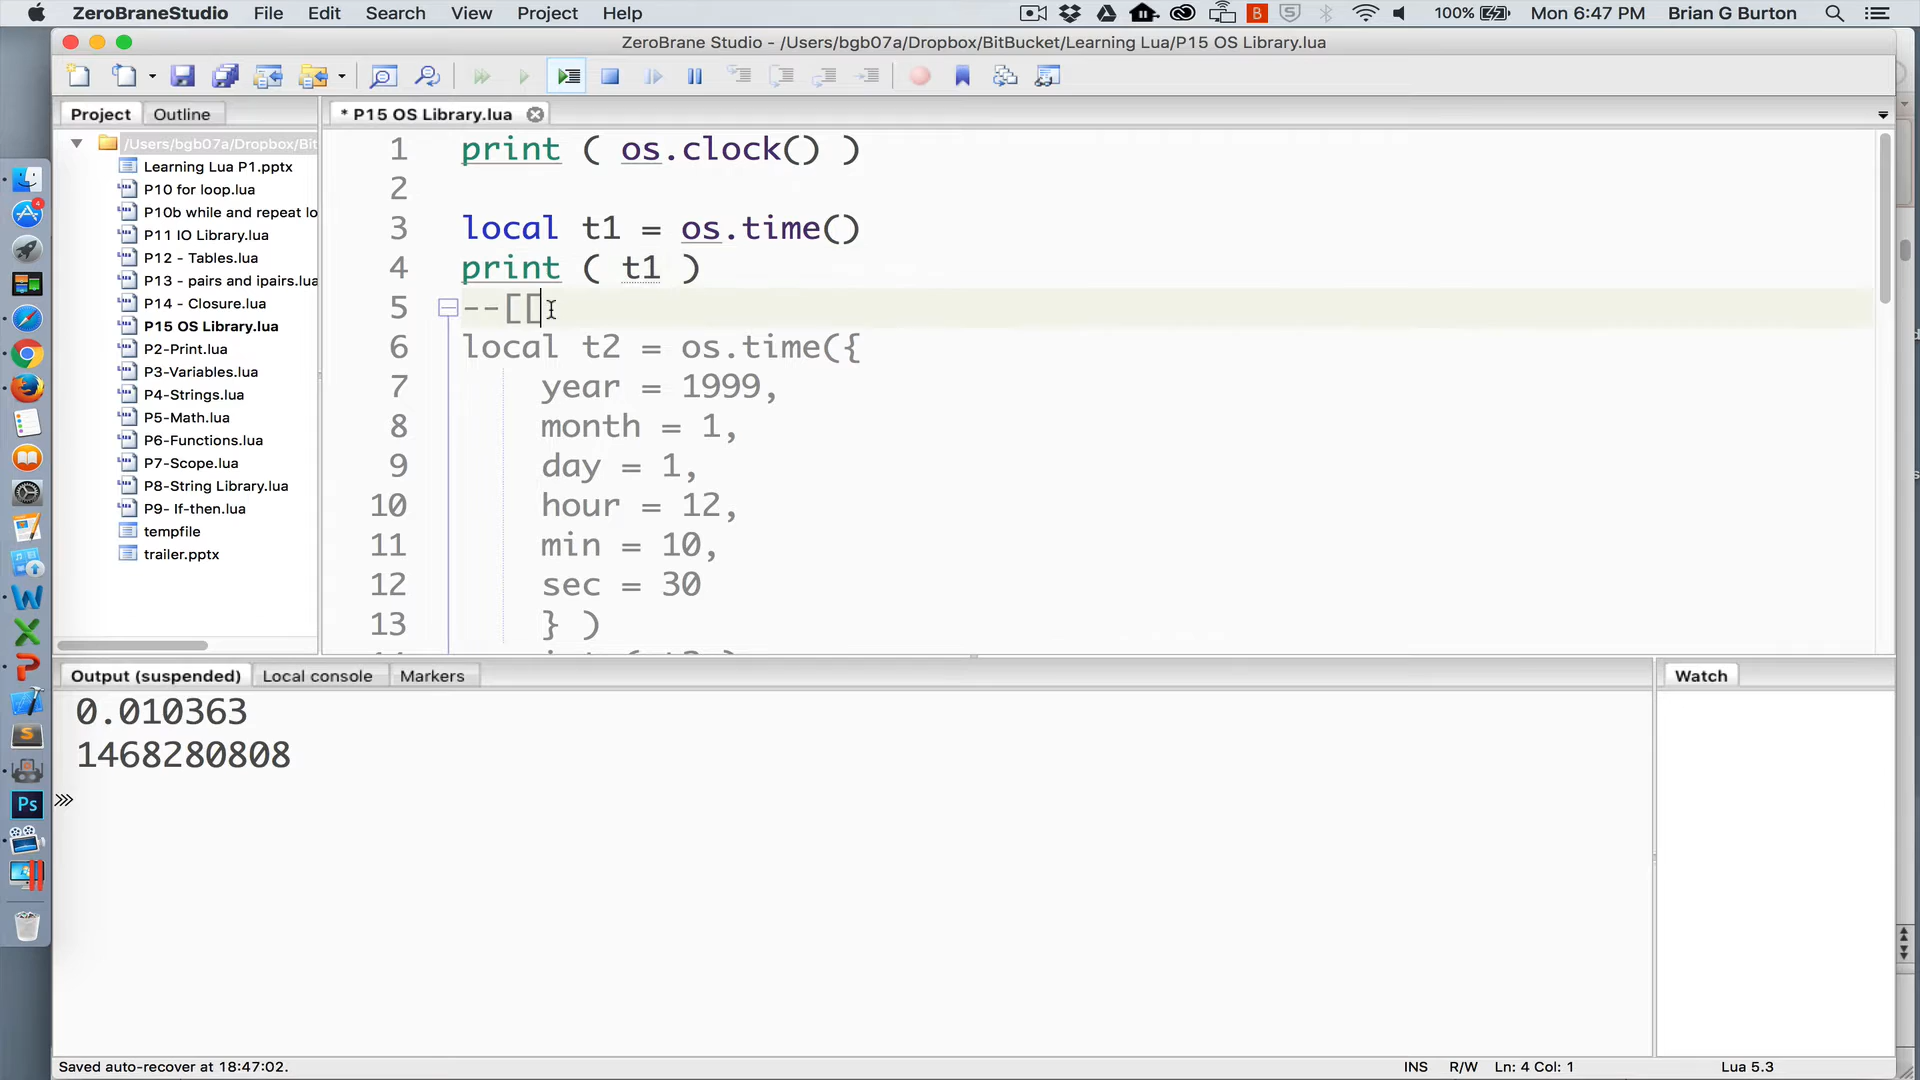 ZeroBraneStudio File Edit Search View Project Help 100% Mon 6:47 PM Brian G Burton
ZeroBrane Studio - /Users/bgb07a/Dropbox/BitBucket/Learning Lua/P15 OS Library.lua
Project Outline
* P15 OS Library.lua
/Users/bgb07a/Dropbox/Bit
Learning Lua P1.pptx
P10 for loop.lua
P10b while and repeat lo
P11 IO Library.lua
P12 - Tables.lua
P13 - pairs and ipairs.lua
P14 - Closure.lua
P15 OS Library.lua
P2-Print.lua
P3-Variables.lua
P4-Strings.lua
P5-Math.lua
P6-Functions.lua
P7-Scope.lua
P8-String Library.lua
P9- If-then.lua
tempfile
trailer.pptx
1 print ( os.clock() )
2
3 local t1 = os.time()
4 print ( t1 )
5 --[[
6 local t2 = os.time({
7 year = 1999,
8 month = 1,
9 day = 1,
10 hour = 12,
11 min = 10,
12 sec = 30
13 } )
Output (suspended) Local console Markers
Watch
0.010363
1468280808
Saved auto-recover at 18:47:02. INS R/W Ln: 4 Col: 1 Lua 5.3